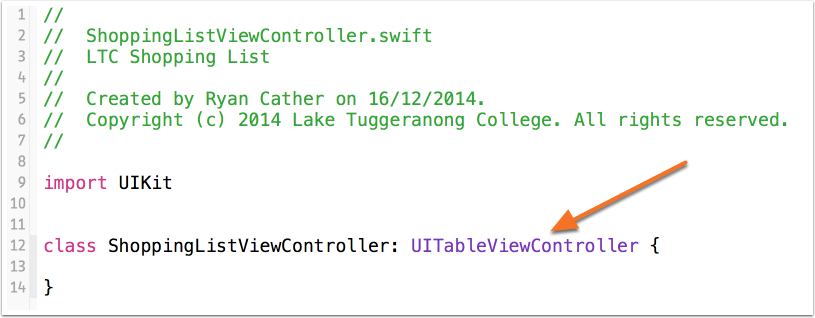 1 //
2 //  ShoppingListViewController.swift
3 //  LTC Shopping List
4 //
5 //  Created by Ryan Cather on 16/12/2014.
6 //  Copyright (c) 2014 Lake Tuggeranong College. All rights reserved.
7 //
8
9 import UIKit
10
11
12 class ShoppingListViewController: UITableViewController {
13
14 }